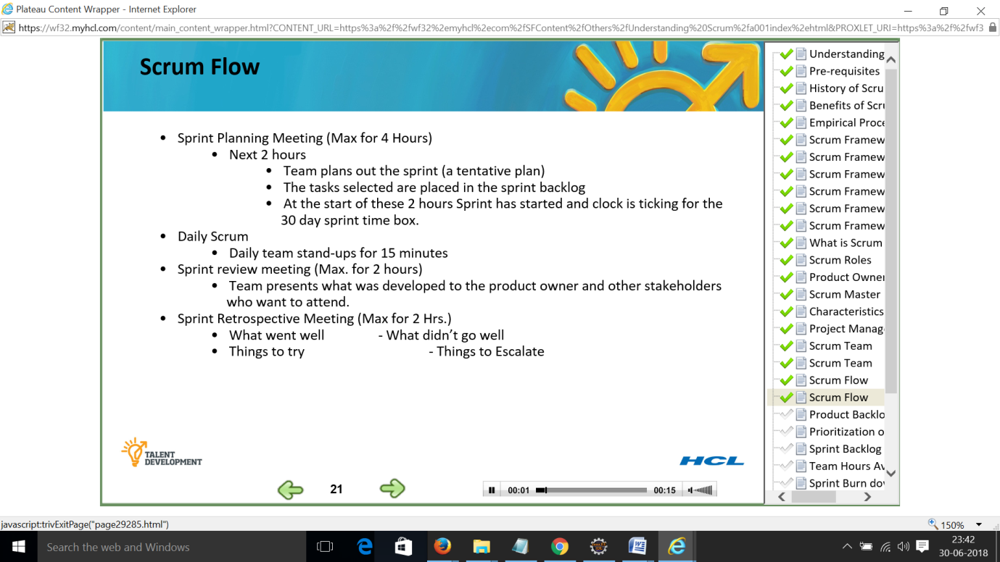 Plateau Content Wrapper - Internet Explorer
https://wf32.myhcl.com/content/main_content_wrapper.html?CONTENT_URL=https%3a%2f%2fwf32%2emyhcl%2ecom%2fSFContent%2fOthers%2fUnderstanding%20Scrum%2fa001index%2ehtml&PROXLET_URI=https%3a%2f%2fwf3
Scrum Flow
• Sprint Planning Meeting (Max for 4 Hours)
• Next 2 hours
• Team plans out the sprint (a tentative plan)
• The tasks selected are placed in the sprint backlog
• At the start of these 2 hours Sprint has started and clock is ticking for the
30 day sprint time box.
• Daily Scrum
• Daily team stand-ups for 15 minutes
• Sprint review meeting (Max. for 2 hours)
• Team presents what was developed to the product owner and other stakeholders
who want to attend.
• Sprint Retrospective Meeting (Max for 2 Hrs.)
• What went well - What didn’t go well
• Things to try - Things to Escalate
TALENT
DEVELOPMENT
HCL
21
00:01 00:15
Understanding
Pre-requisites
History of Scru
Benefits of Scru
Empirical Proce
Scrum Framew
Scrum Framew
Scrum Framew
Scrum Framew
Scrum Framew
Scrum Framew
What is Scrum
Scrum Roles
Product Owner
Scrum Master
Characteristics
Project Manag
Scrum Team
Scrum Team
Scrum Flow
Scrum Flow
Product Backlo
Prioritization o
Sprint Backlog
Team Hours Av
Sprint Burn dov
javascript:trivExitPage("page29285.html")
150%
Search the web and Windows
23:42
30-06-2018